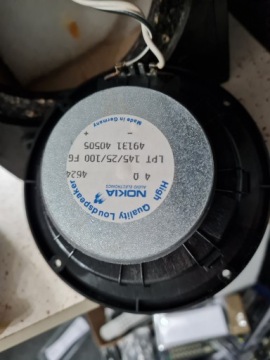 High Quality Loudspeaker
NOKIA
AUDIO ELECTRONICS
4 Ω 4624
LPT 145/25/100 FG
49131 40505
- +
Made in Germany